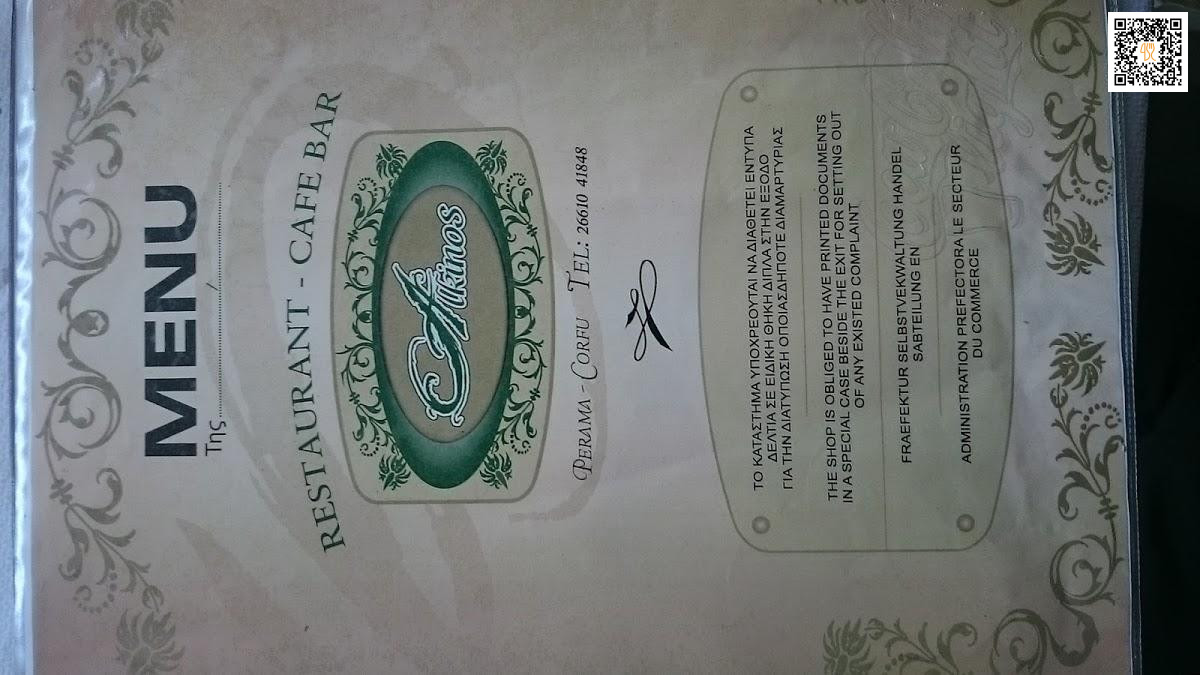 MENU
Της ............................./..................
RESTAURANT - CAFE BAR
Alkinos
PERAMA - CORFU TEL: 26610 41848
ΤΟ ΚΑΤΑΣΤΗΜΑ ΥΠΟΧΡΕΟΥΤΑΙ ΝΑ ΔΙΑΘΕΤΕΙ ΕΝΤΥΠΑ
ΔΕΛΤΙΑ ΣΕ ΕΙΔΙΚΗ ΘΗΚΗ ΔΙΠΛΑ ΣΤΗΝ ΕΞΟΔΟ
ΓΙΑ ΤΗΝ ΔΙΑΤΥΠΩΣΗ ΟΠΟΙΑΣΔΗΠΟΤΕ ΔΙΑΜΑΡΤΥΡΙΑΣ
THE SHOP IS OBLIGED TO HAVE PRINTED DOCUMENTS
IN A SPECIAL CASE BESIDE THE EXIT FOR SETTING OUT
OF ANY EXISTED COMPLAINT
FRAEFEKTUR SELBSTVEKWALTUNG HANDEL
SABTEILUNG EN
ADMINISTRATION PREFECTORA LE SECTEUR
DU COMMERCE